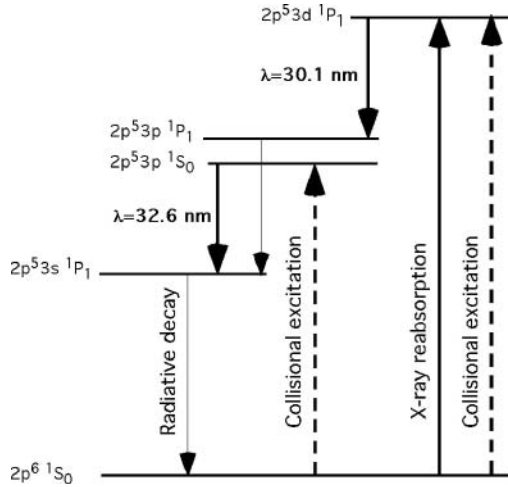 2p⁵3d ¹P₁
λ=30.1 nm
2p⁵3p ¹P₁
2p⁵3p ¹S₀
λ=32.6 nm
2p⁵3s ¹P₁
Radiative decay
Collisional excitation
X-ray reabsorption
Collisional excitation
2p⁶ ¹S₀